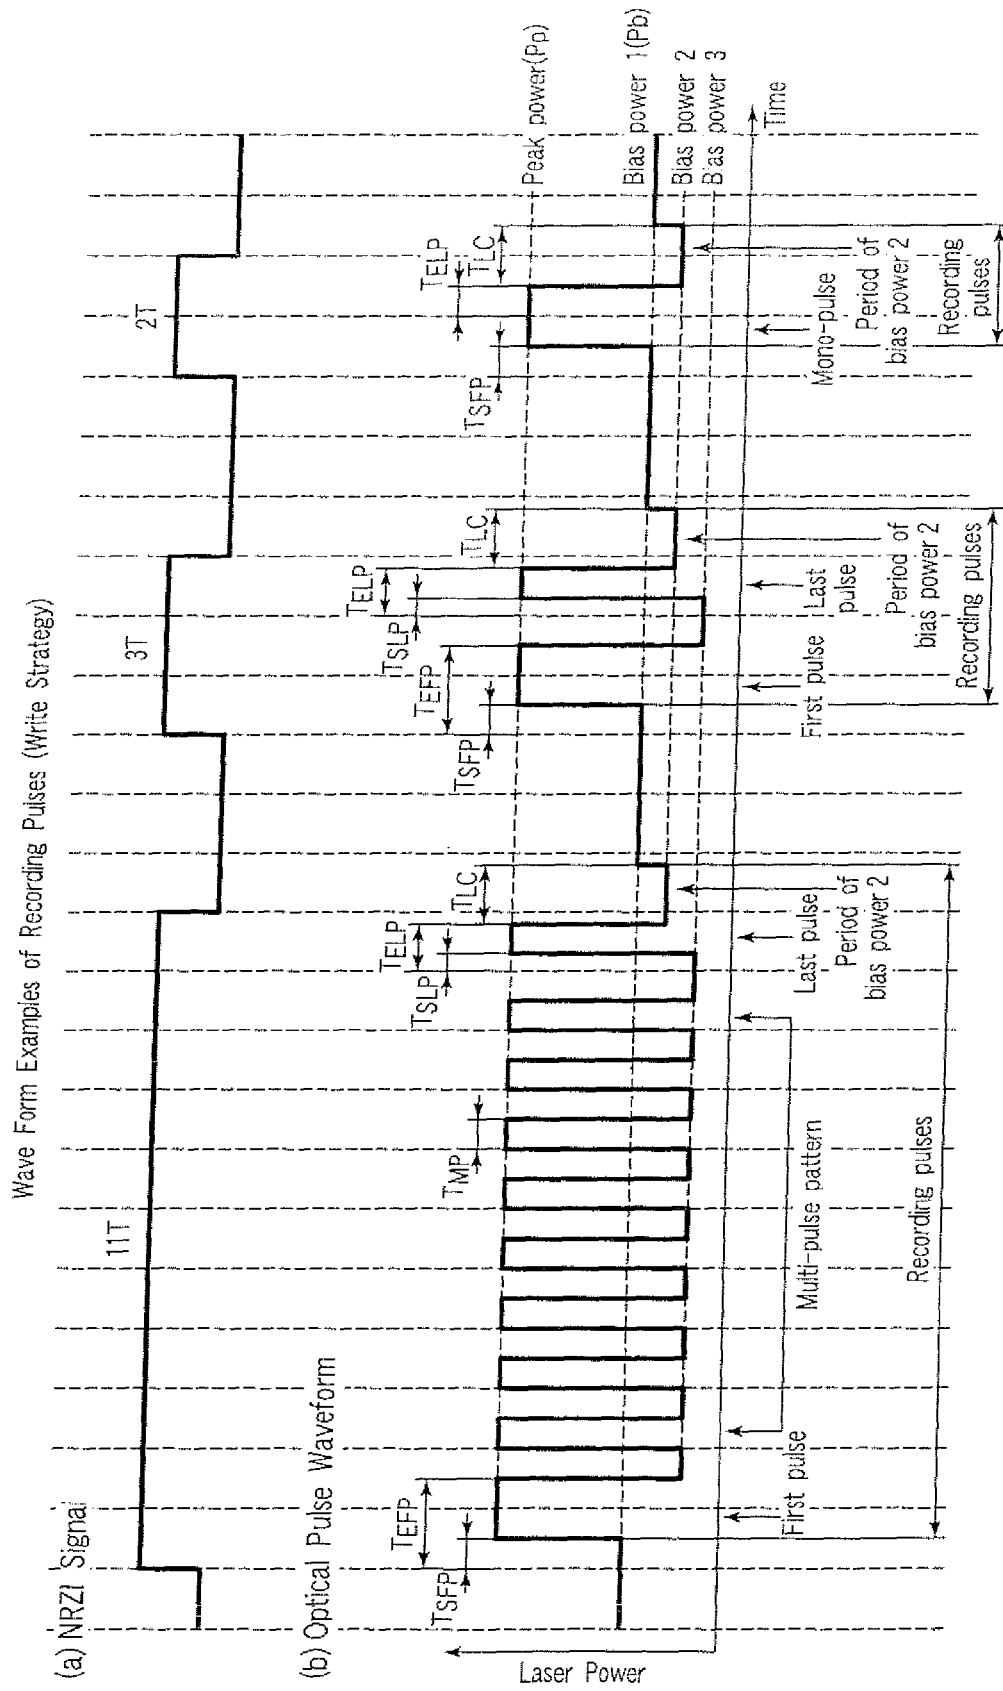 Wave Form Examples of Recording Pulses (Write Strategy)
(a) NRZI Signal
11T
3T
2T
(b) Optical Pulse Waveform
Laser Power
TSFP
TEFP
TMP
TSLP
TELP
TLC
TSFP
TEFP
TSLP
TELP
TLC
TSFP
TELP
TLC
Peak power(Pp)
Bias power 1(Pb)
Bias power 2
Bias power 3
Time
First pulse
Multi-pulse pattern
Last pulse
Period of
bias power 2
Recording pulses
First pulse
Last
pulse
Period of
bias power 2
Recording pulses
Mono-pulse
Period of
bias power 2
Recording
pulses